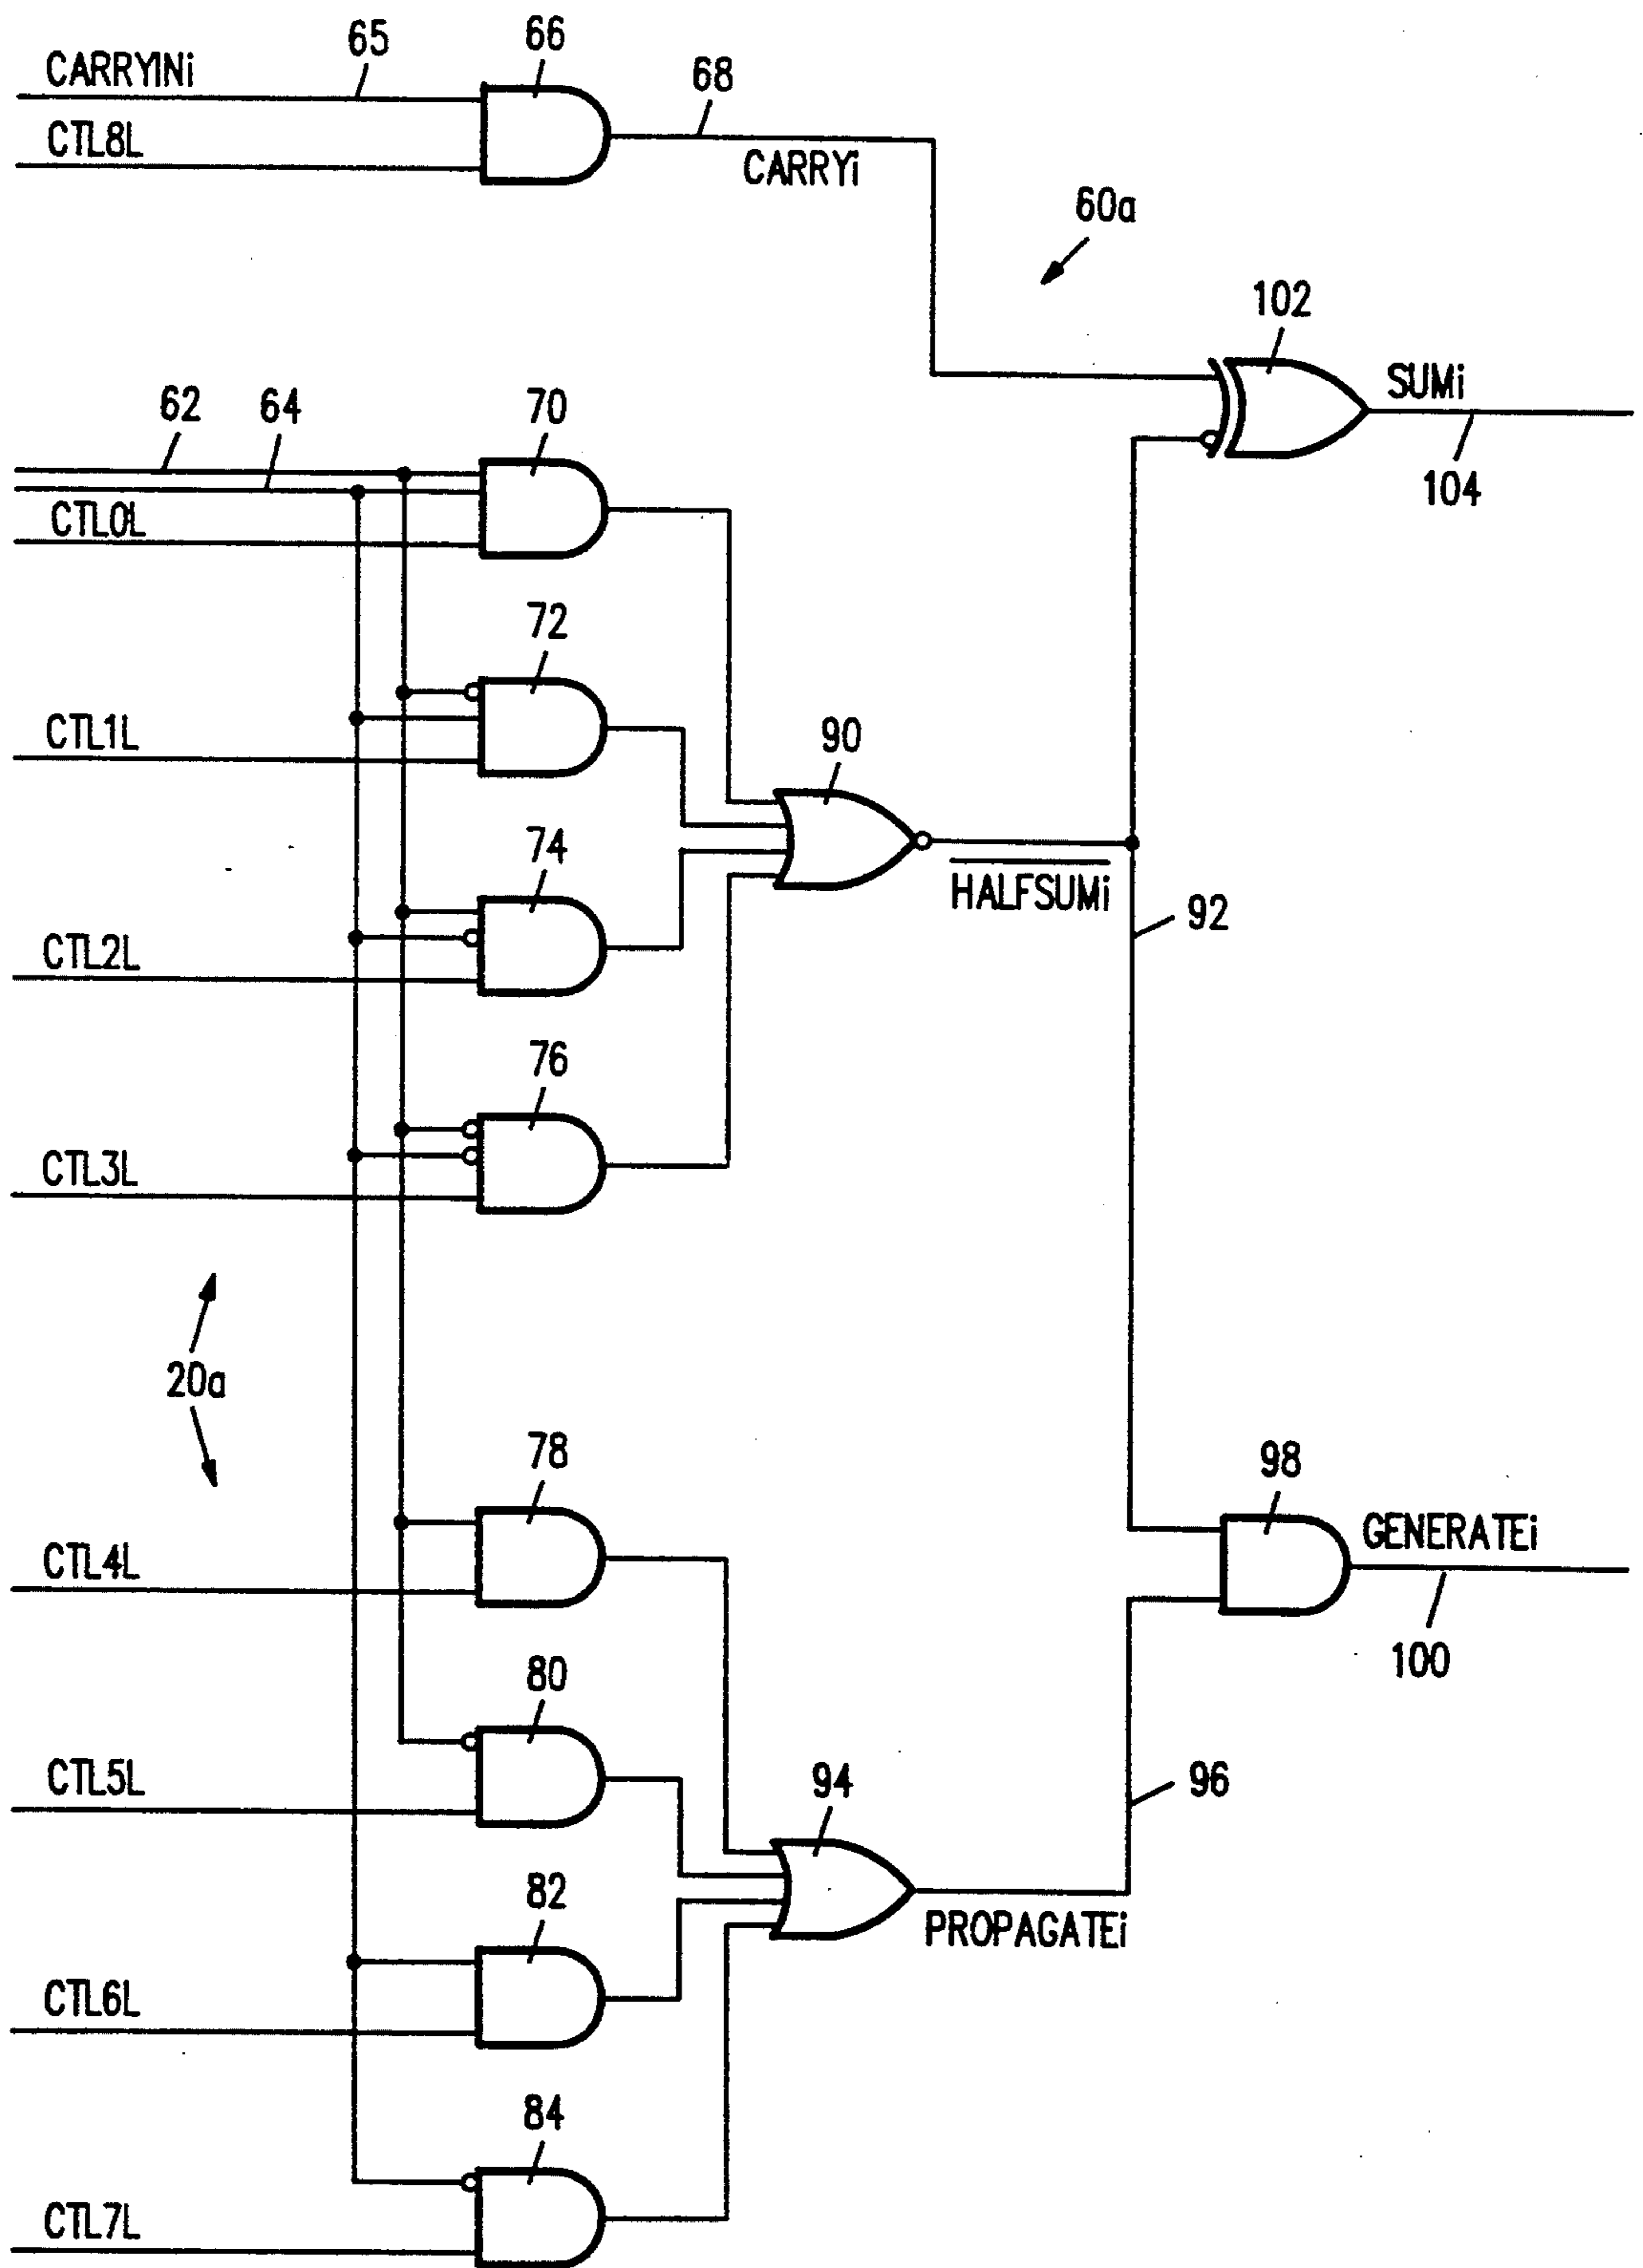 65
66
CARRYINi
68
CTL8L
CARRYi
60a
102
62
64
70
SUMi
104
CTL0L
72
CTL1L
90
74
HALFSUMi
92
CTL2L
76
CTL3L
20a
78
98
CTL4L
GENERATEi
100
80
CTL5L
94
96
82
PROPAGATEi
CTL6L
84
CTL7L